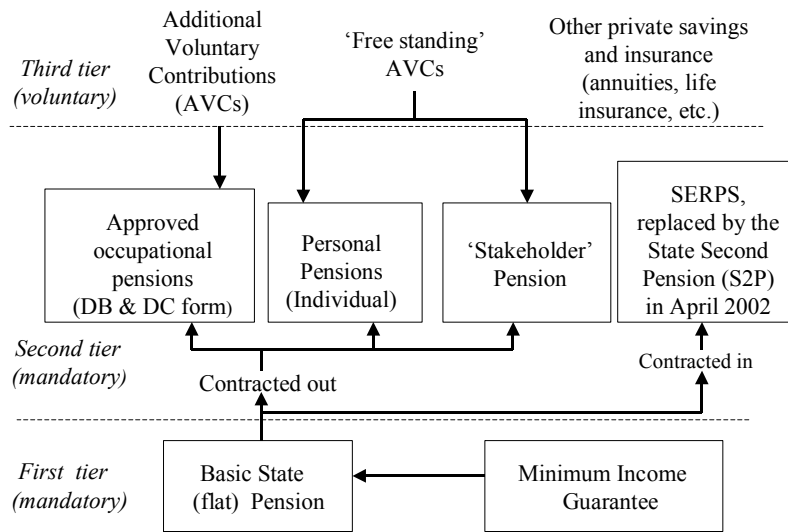 Third tier
(voluntary)
Additional
Voluntary
Contributions
(AVCs)
‘Free standing’
AVCs
Other private savings
and insurance
(annuities, life
insurance, etc.)
Approved
occupational
pensions
(DB & DC form)
Personal
Pensions
(Individual)
‘Stakeholder’
Pension
SERPS,
replaced by the
State Second
Pension (S2P)
in April 2002
Second tier
(mandatory)
Contracted out
Contracted in
First tier
(mandatory)
Basic State
(flat) Pension
Minimum Income
Guarantee